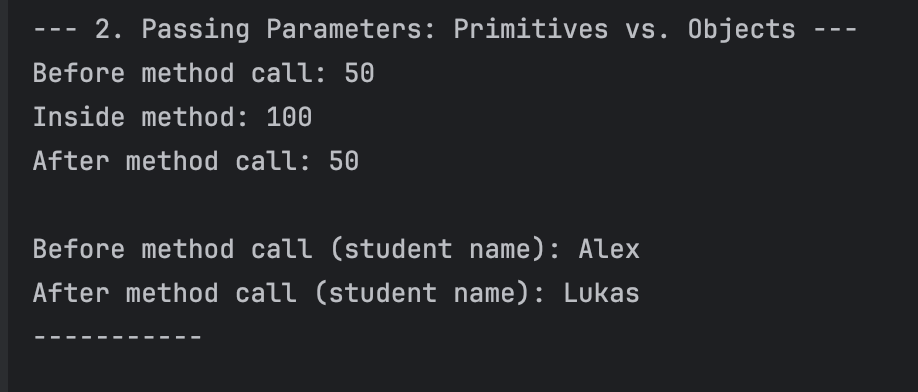 --- 2. Passing Parameters: Primitives vs. Objects ---
Before method call: 50
Inside method: 100
After method call: 50
Before method call (student name): Alex
After method call (student name): Lukas
-----------